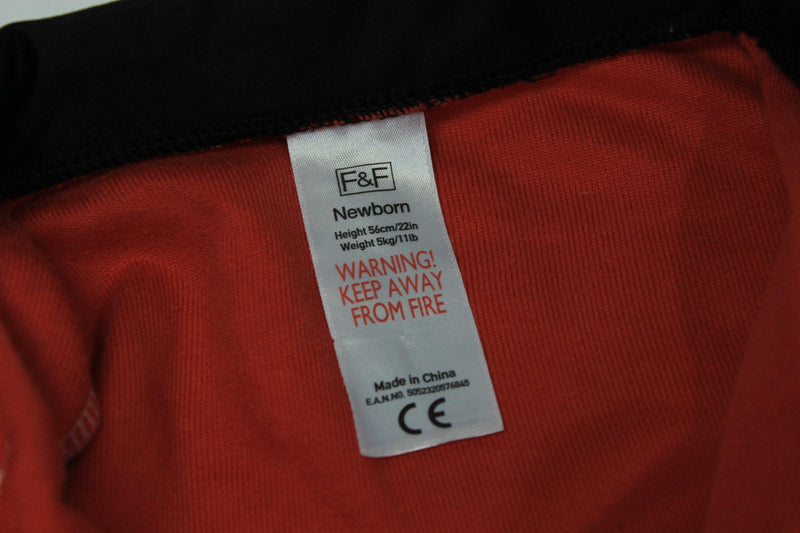 F&F
Newborn
Height 56cm/22in
Weight 5kg/11lb
WARNING!
KEEP AWAY
FROM FIRE
Made in China
E.A.N.NO. 5052320576845
CE